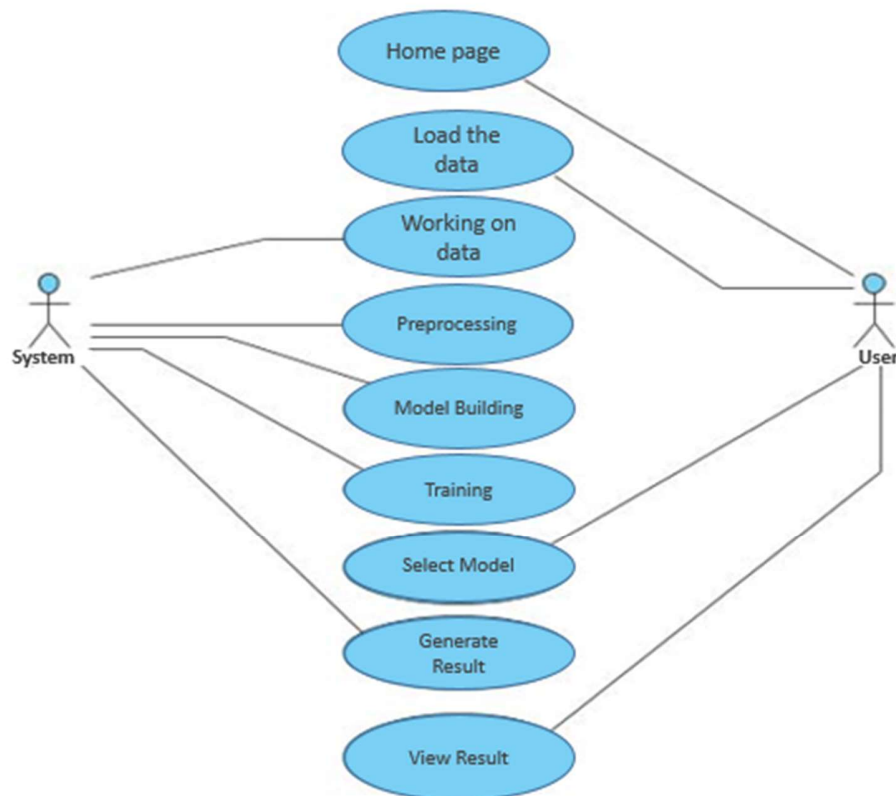 Home page
Load the
data
Working on
data
Preprocessing
System
User
Model Building
Training
Select Model
Generate
Result
View Result